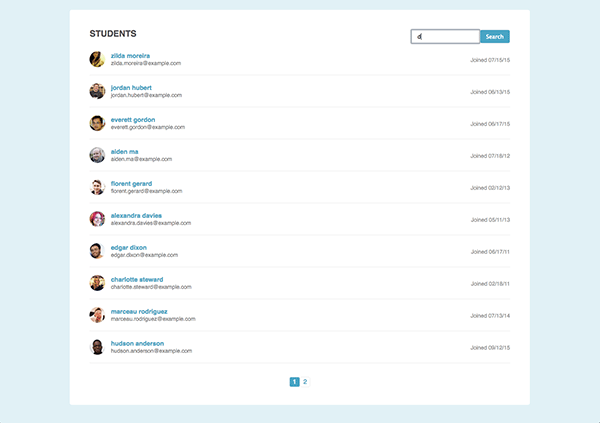 STUDENTS
d
Search
zilda moreira
zilda.moreira@example.com
Joined 07/15/15
jordan hubert
jordan.hubert@example.com
Joined 06/13/15
everett gordon
everett.gordon@example.com
Joined 06/17/15
aiden ma
aiden.ma@example.com
Joined 07/18/12
florent gerard
florent.gerard@example.com
Joined 02/12/13
alexandra davies
alexandra.davies@example.com
Joined 05/11/13
edgar dixon
edgar.dixon@example.com
Joined 06/17/11
charlotte steward
charlotte.steward@example.com
Joined 02/18/11
marceau rodriguez
marceau.rodriguez@example.com
Joined 07/13/14
hudson anderson
hudson.anderson@example.com
Joined 09/12/15
1 2